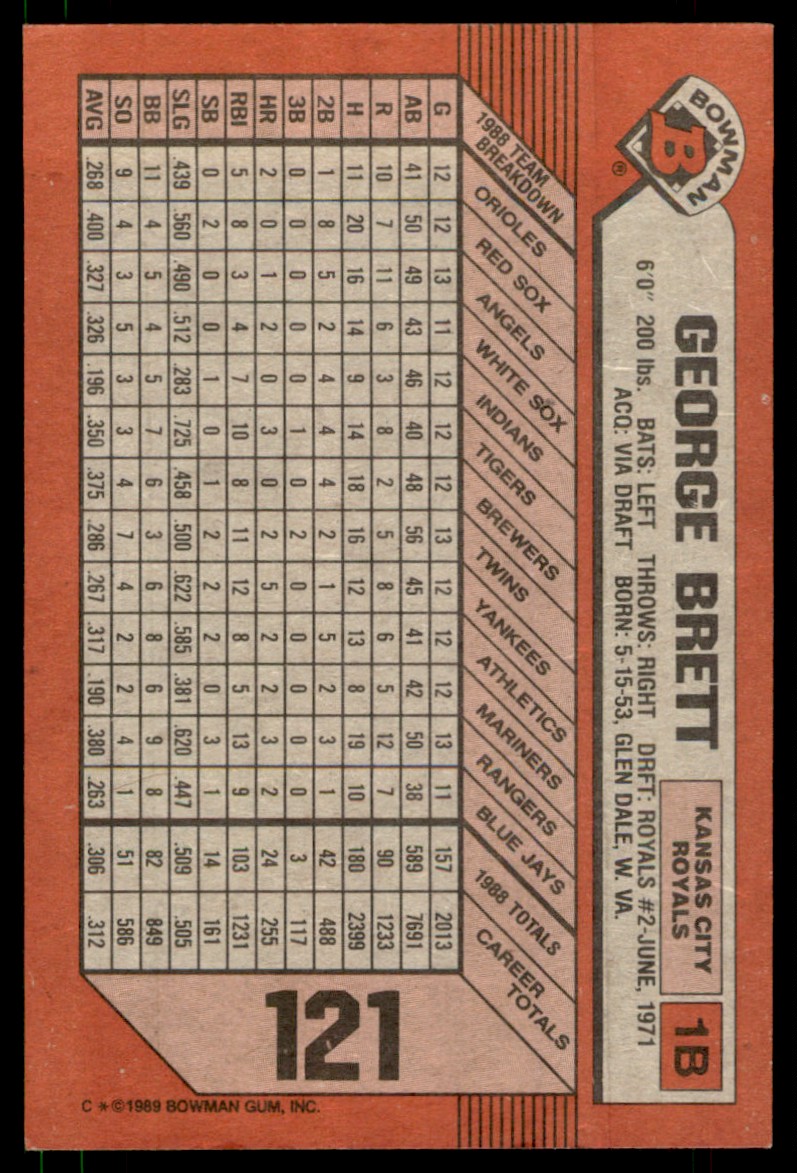 BOWMAN
B
®
GEORGE BRETT
KANSAS CITY
ROYALS
1B
6'0" 200 lbs. BATS: LEFT THROWS: RIGHT DRFT: ROYALS #2-JUNE, 1971
ACQ: VIA DRAFT BORN: 5-15-53, GLEN DALE, W. VA.
1988 TEAM
BREAKDOWN
ORIOLES
RED SOX
ANGELS
WHITE SOX
INDIANS
TIGERS
BREWERS
TWINS
YANKEES
ATHLETICS
MARINERS
RANGERS
BLUE JAYS
1988 TOTALS
CAREER
TOTALS
G 12 12 13 11 12 12 12 13 12 12 12 13 11 157 2013
AB 41 50 49 43 46 40 48 56 45 41 42 50 38 589 7691
R 10 7 11 6 3 8 2 5 8 6 5 12 7 90 1233
H 11 20 16 14 9 14 18 16 12 13 8 19 10 180 2399
2B 1 8 5 2 4 4 4 2 1 5 2 3 1 42 488
3B 0 0 0 0 0 1 0 2 0 0 0 0 0 3 117
HR 2 0 1 2 0 3 0 2 5 2 2 3 2 24 255
RBI 5 8 3 4 7 10 8 11 12 8 5 13 9 103 1231
SB 0 2 0 0 1 0 1 2 2 2 0 3 1 14 161
SLG .439 .560 .490 .512 .283 .725 .458 .500 .622 .585 .381 .620 .447 .509 .505
BB 11 4 5 4 5 7 6 3 6 8 6 9 8 82 849
SO 9 4 3 5 3 3 4 7 4 2 2 4 1 51 586
AVG .268 .400 .327 .326 .196 .350 .375 .286 .267 .317 .190 .380 .263 .306 .312
121
C *©1989 BOWMAN GUM, INC.